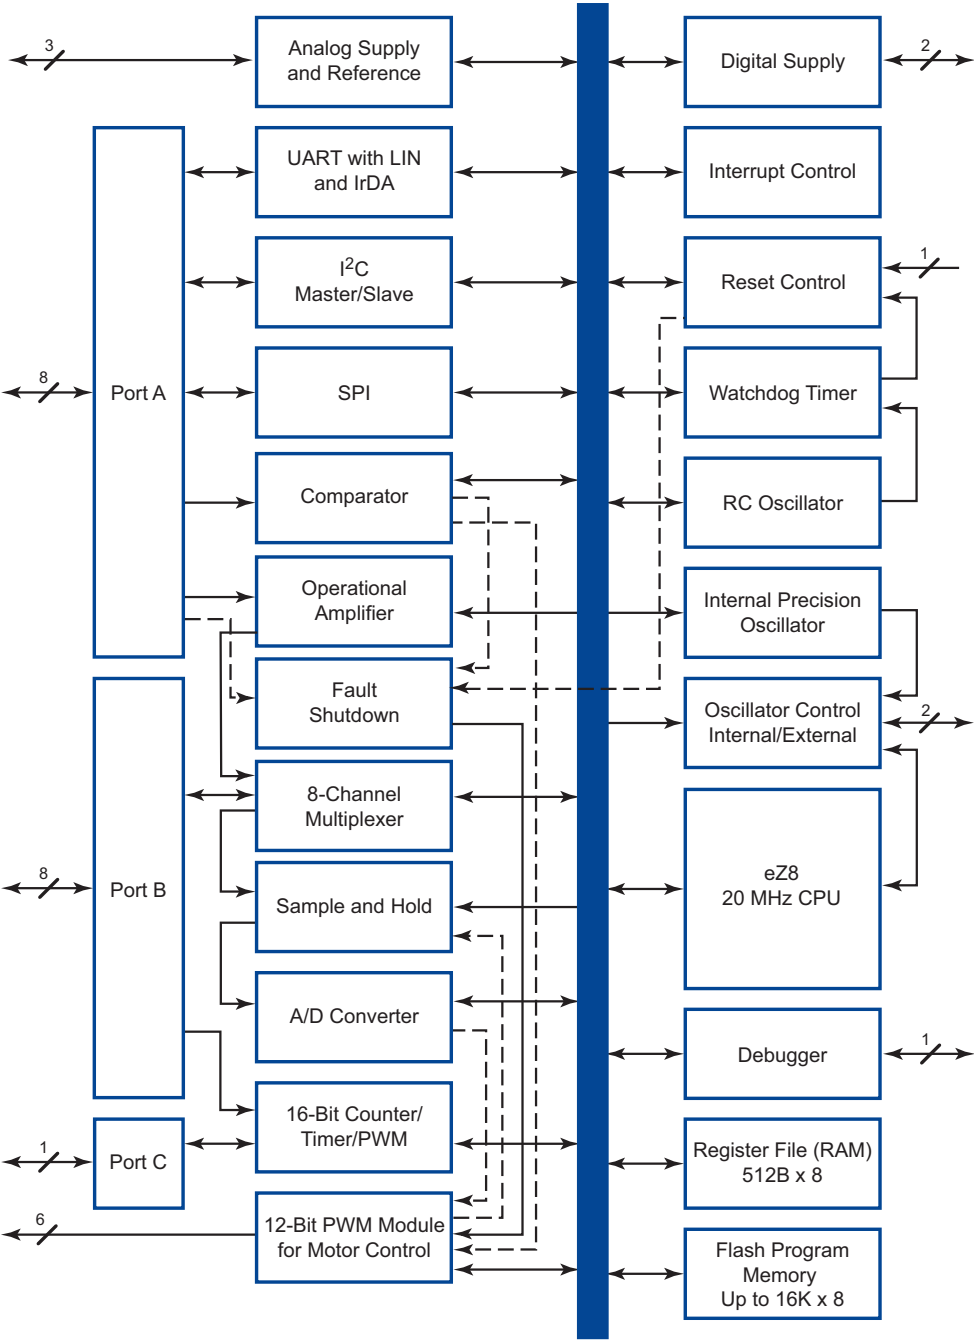 3
Analog Supply
and Reference
Digital Supply
2
UART with LIN
and IrDA
Interrupt Control
I²C
Master/Slave
Reset Control
1
8
Port A
SPI
Watchdog Timer
Comparator
RC Oscillator
Operational
Amplifier
Internal Precision
Oscillator
Fault
Shutdown
Oscillator Control
Internal/External
2
8-Channel
Multiplexer
8
Port B
eZ8
20 MHz CPU
Sample and Hold
A/D Converter
Debugger
1
16-Bit Counter/
Timer/PWM
1
Port C
Register File (RAM)
512B x 8
6
12-Bit PWM Module
for Motor Control
Flash Program
Memory
Up to 16K x 8